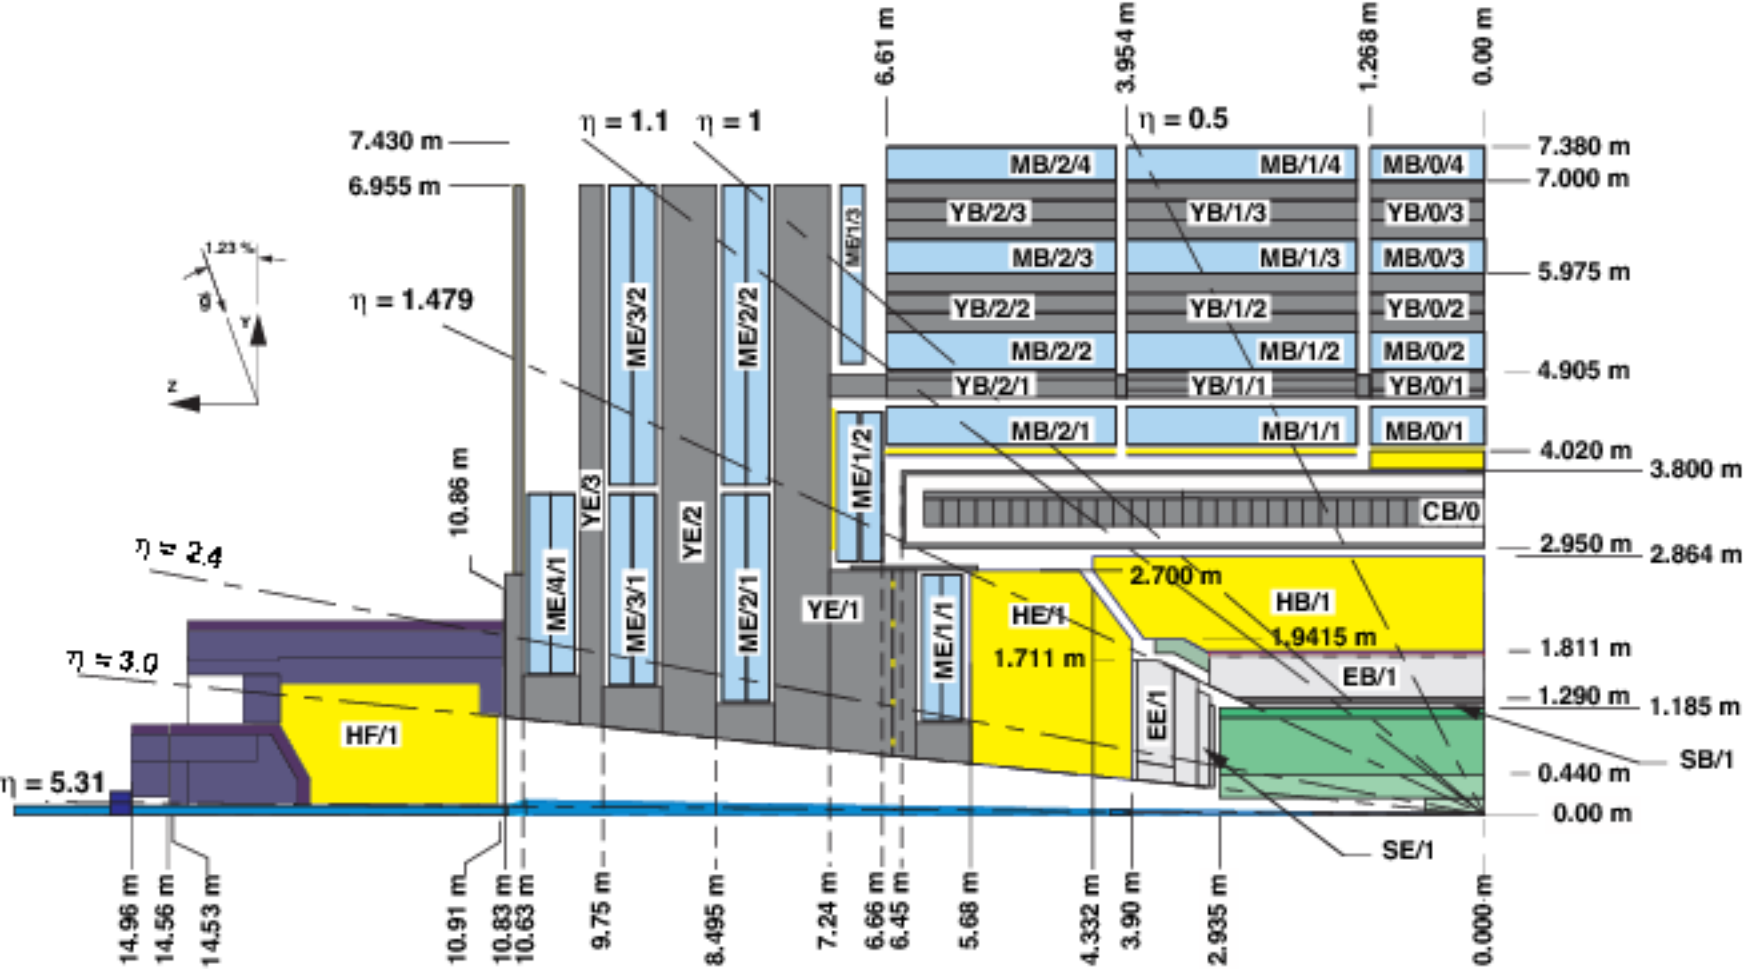 6.61 m
3.954 m
1.268 m
0.00 m
η = 1.1
η = 1
η = 0.5
7.430 m
6.955 m
7.380 m
7.000 m
MB/2/4
MB/1/4
MB/0/4
YB/2/3
YB/1/3
YB/0/3
ME/1/3
1.23 %
g
Y
Z
MB/2/3
MB/1/3
MB/0/3
5.975 m
η = 1.479
ME/3/2
ME/2/2
YB/2/2
YB/1/2
YB/0/2
MB/2/2
MB/1/2
MB/0/2
4.905 m
YB/2/1
YB/1/1
YB/0/1
MB/2/1
MB/1/1
MB/0/1
4.020 m
3.800 m
10.86 m
YE/3
YE/2
ME/1/2
CB/0
2.950 m
2.864 m
η = 2.4
ME/4/1
ME/3/1
ME/2/1
YE/1
ME/1/1
HE/1
2.700 m
HB/1
1.9415 m
1.711 m
1.811 m
η = 3.0
EB/1
1.290 m
1.185 m
EE/1
HF/1
SB/1
0.440 m
η = 5.31
0.00 m
SE/1
14.96 m
14.56 m
14.53 m
10.91 m
10.83 m
10.63 m
9.75 m
8.495 m
7.24 m
6.66 m
6.45 m
5.68 m
4.332 m
3.90 m
2.935 m
0.000 m